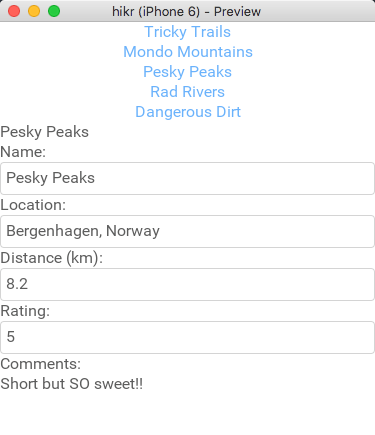 hikr (iPhone 6) - Preview
Tricky Trails
Mondo Mountains
Pesky Peaks
Rad Rivers
Dangerous Dirt
Pesky Peaks
Name:
Pesky Peaks
Location:
Bergenhagen, Norway
Distance (km):
8.2
Rating:
5
Comments:
Short but SO sweet!!